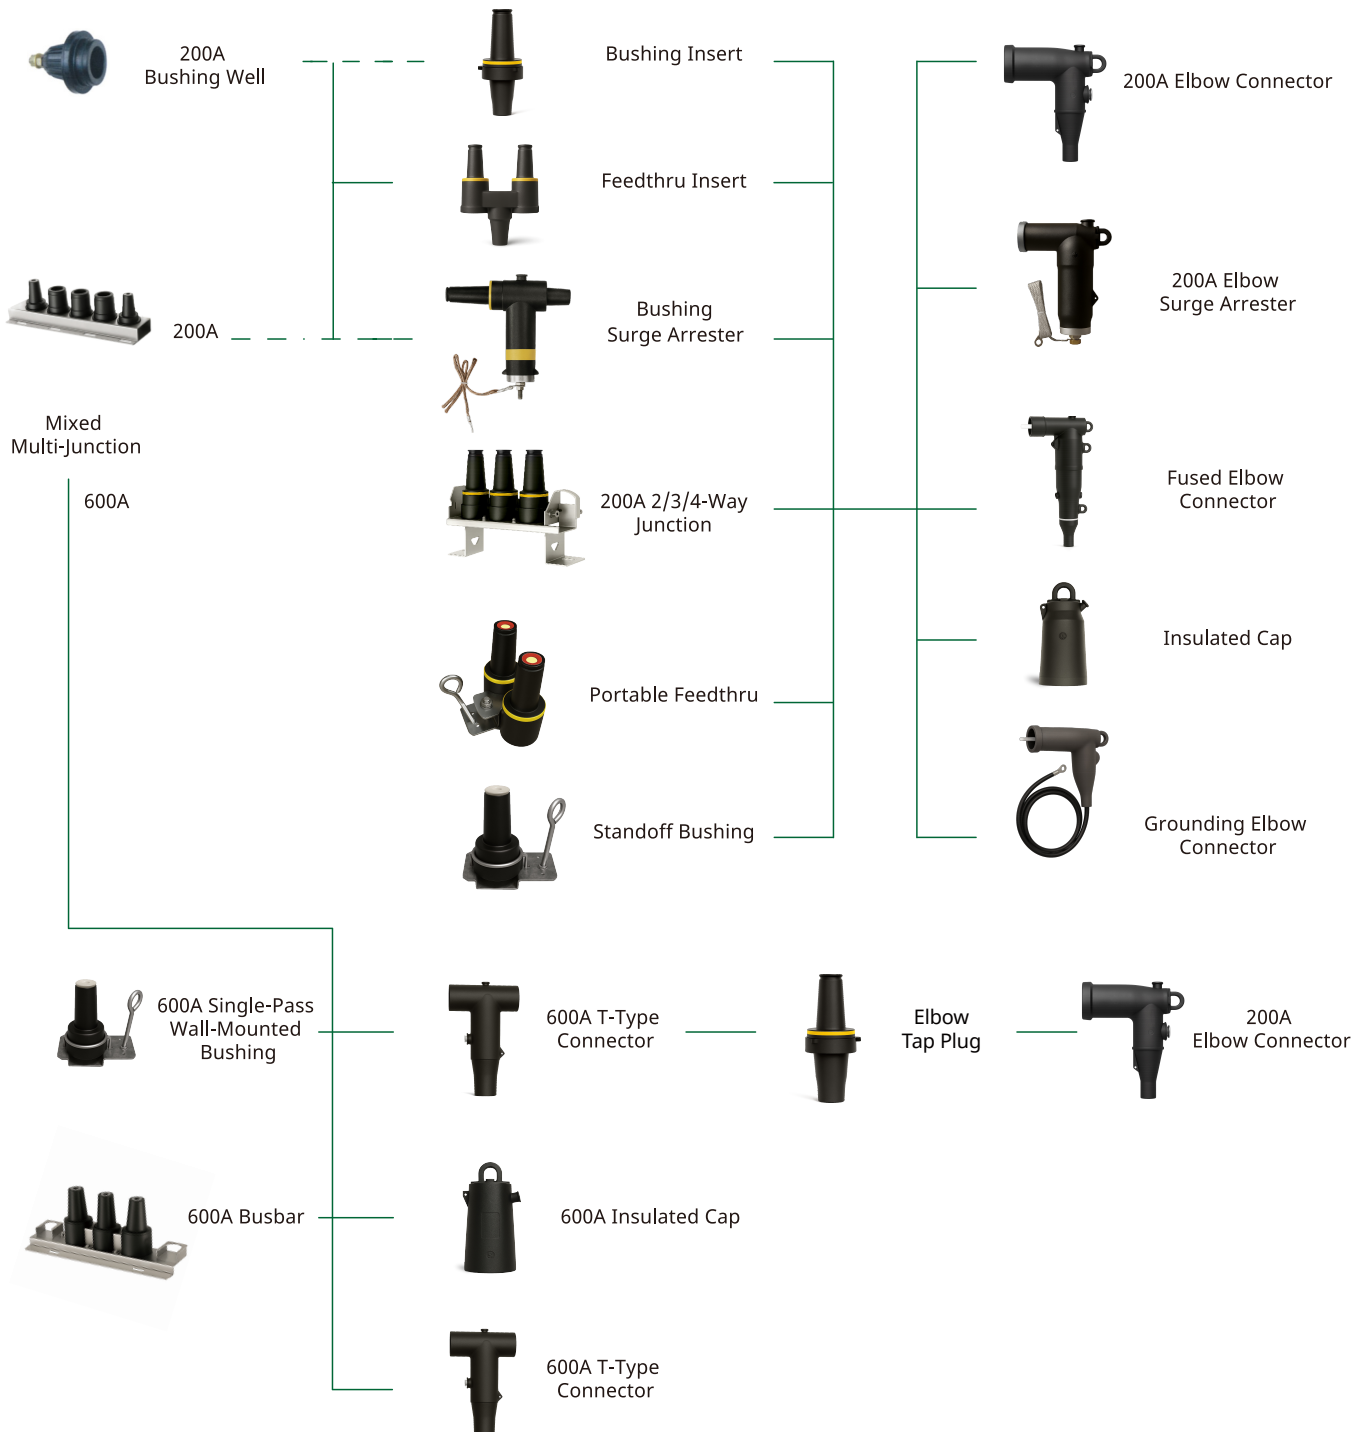 200A
Bushing Well
Bushing Insert
200A Elbow Connector
Feedthru Insert
200A
Bushing
Surge Arrester
200A Elbow
Surge Arrester
Mixed
Multi-Junction
600A
200A 2/3/4-Way
Junction
Fused Elbow
Connector
Portable Feedthru
Insulated Cap
Standoff Bushing
Grounding Elbow
Connector
600A Single-Pass
Wall-Mounted
Bushing
600A T-Type
Connector
Elbow
Tap Plug
200A
Elbow Connector
600A Busbar
600A Insulated Cap
600A T-Type
Connector